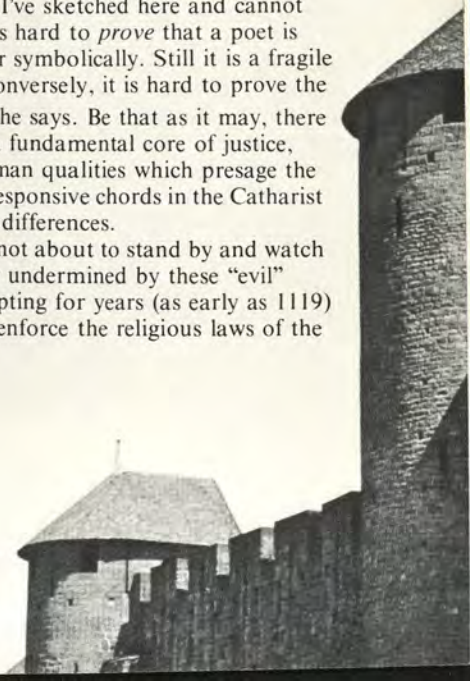 I've sketched here and cannot
s hard to prove that a poet is
r symbolically. Still it is a fragile
onversely, it is hard to prove the
he says. Be that as it may, there
fundamental core of justice,
man qualities which presage the
esponsive chords in the Catharist
differences.
not about to stand by and watch
undermined by these “evil”
pting for years (as early as 1119)
enforce the religious laws of the